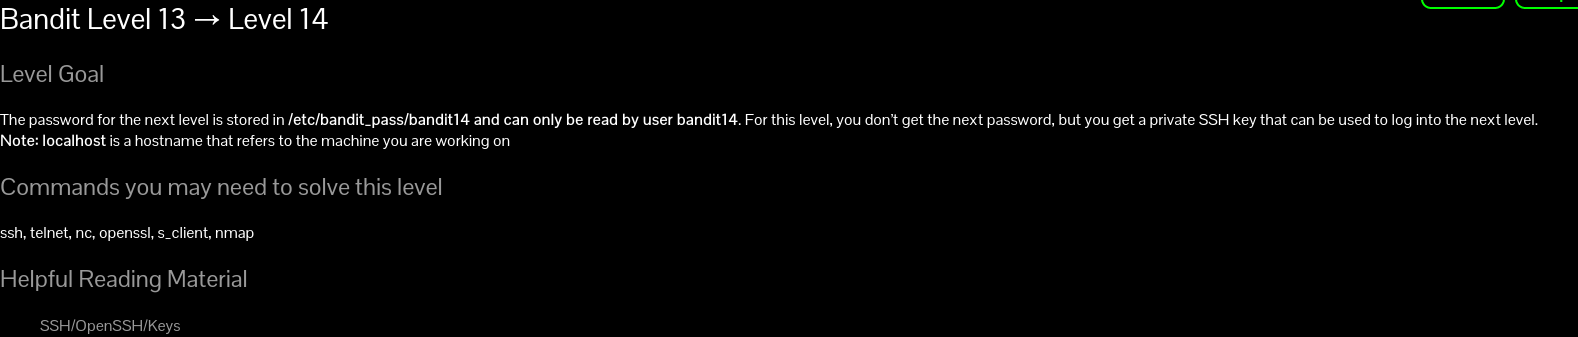 Bandit Level 13 → Level 14
Level Goal
The password for the next level is stored in /etc/bandit_pass/bandit14 and can only be read by user bandit14. For this level, you don't get the next password, but you get a private SSH key that can be used to log into the next level.
Note: localhost is a hostname that refers to the machine you are working on
Commands you may need to solve this level
ssh, telnet, nc, openssl, s_client, nmap
Helpful Reading Material
SSH/OpenSSH/Keys